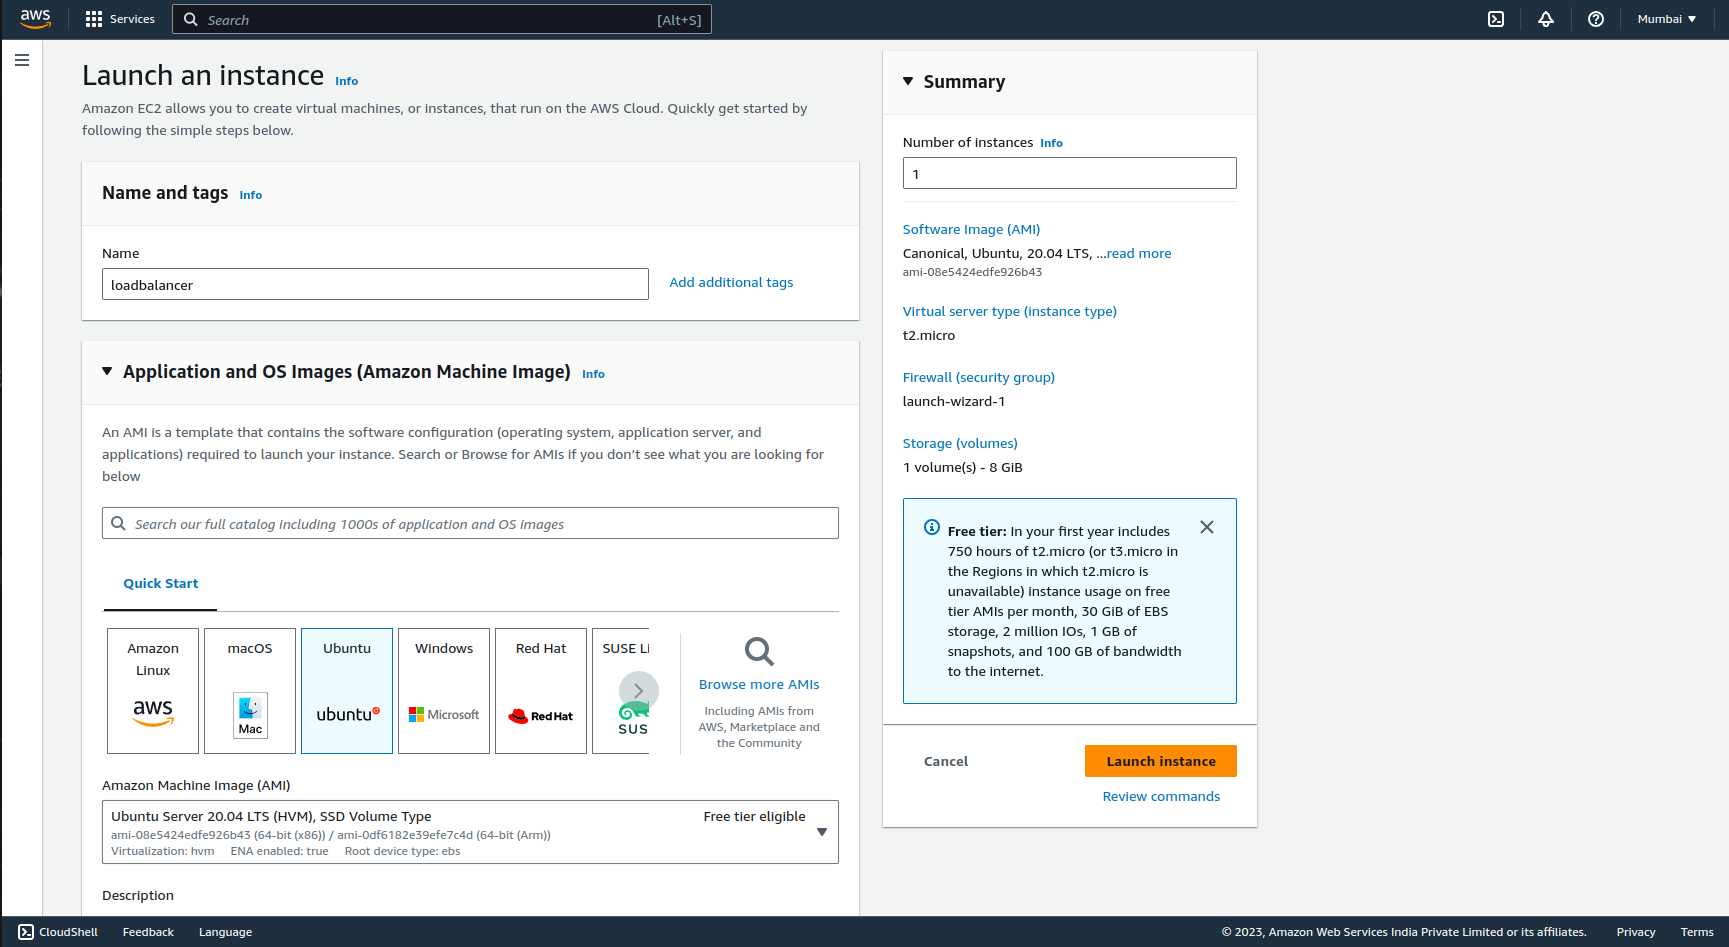 aws
Services
Search
[Alt+S]
Mumbai
Launch an instance Info
Amazon EC2 allows you to create virtual machines, or instances, that run on the AWS Cloud. Quickly get started by
following the simple steps below.
Name and tags Info
Name
loadbalancer
Add additional tags
Application and OS Images (Amazon Machine Image) Info
An AMI is a template that contains the software configuration (operating system, application server, and
applications) required to launch your instance. Search or Browse for AMIs if you don’t see what you are looking for
below
Search our full catalog including 1000s of application and OS images
Quick Start
Amazon
Linux
aws
macOS
Mac
Ubuntu
ubuntu
Windows
Microsoft
Red Hat
Red Hat
SUSE Li
SUS
Browse more AMIs
Including AMIs from
AWS, Marketplace and
the Community
Amazon Machine Image (AMI)
Ubuntu Server 20.04 LTS (HVM), SSD Volume Type
Free tier eligible
ami-08e5424edfe926b43 (64-bit (x86)) / ami-0df6182e39efe7c4d (64-bit (Arm))
Virtualization: hvm ENA enabled: true Root device type: ebs
Description
Summary
Number of instances Info
1
Software Image (AMI)
Canonical, Ubuntu, 20.04 LTS, ...read more
ami-08e5424edfe926b43
Virtual server type (instance type)
t2.micro
Firewall (security group)
launch-wizard-1
Storage (volumes)
1 volume(s) - 8 GiB
Free tier: In your first year includes
750 hours of t2.micro (or t3.micro in
the Regions in which t2.micro is
unavailable) instance usage on free
tier AMIs per month, 30 GiB of EBS
storage, 2 million IOs, 1 GB of
snapshots, and 100 GB of bandwidth
to the internet.
Cancel
Launch instance
Review commands
CloudShell
Feedback
Language
© 2023, Amazon Web Services India Private Limited or its affiliates.
Privacy
Terms